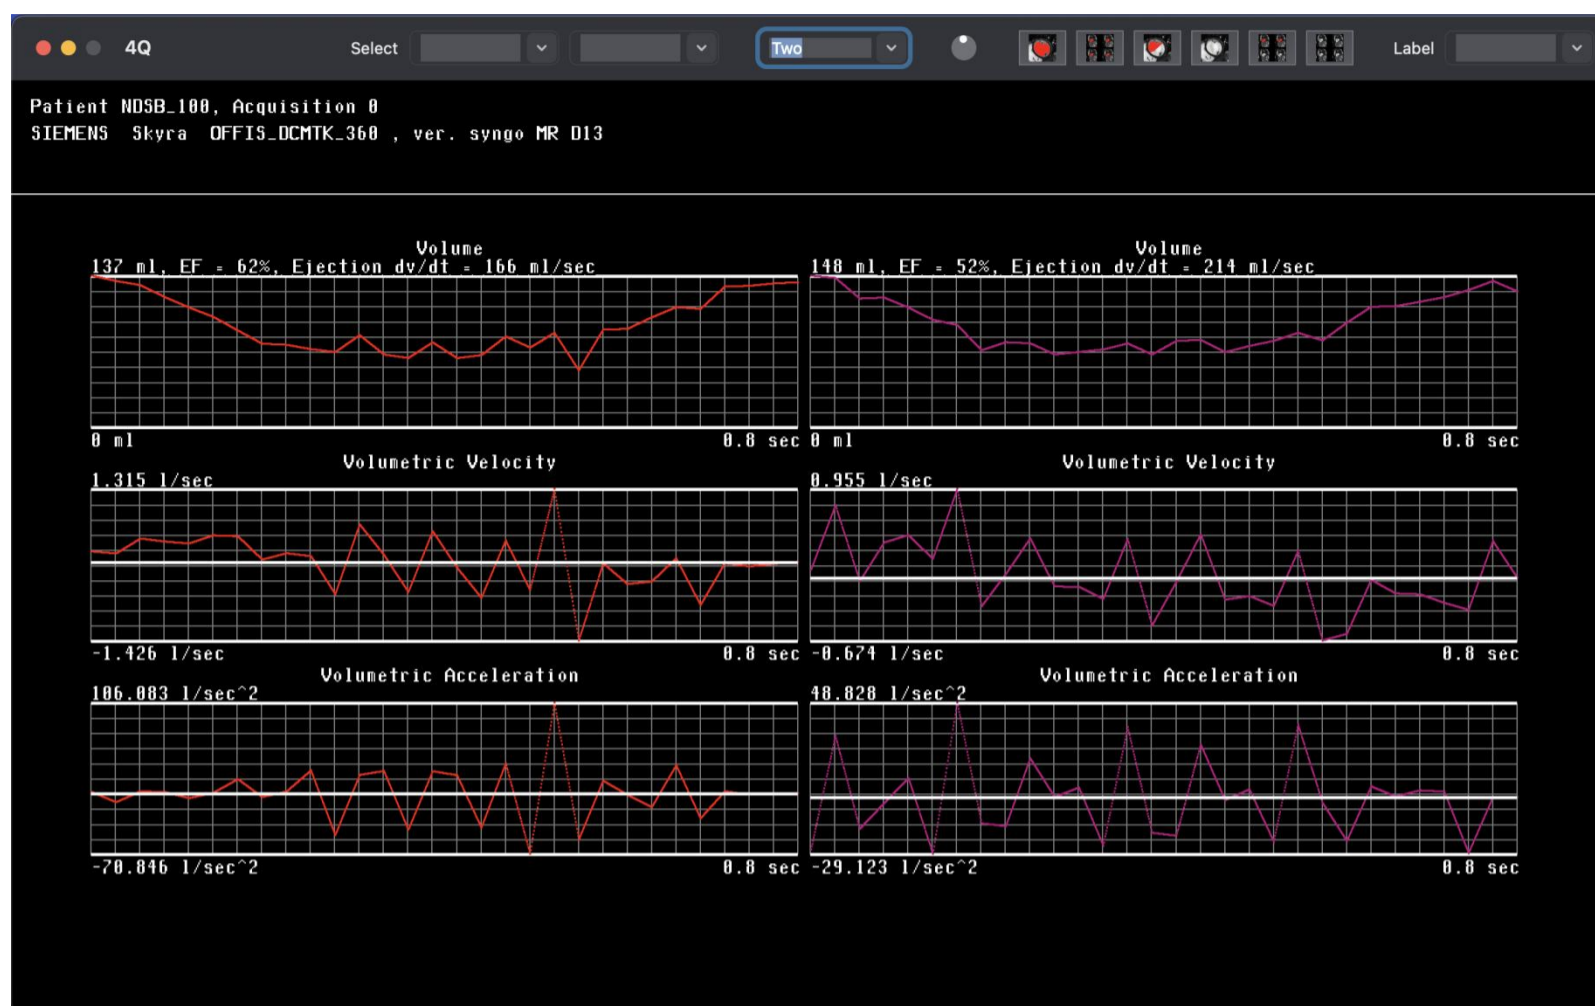 4Q Select Two Label
Patient NDSB_100, Acquisition 0
SIEMENS Skyra OFFIS_DCMTK_360 , ver. syngo MR D13
Volume
137 ml, EF = 62%, Ejection dv/dt = 166 ml/sec
0 ml 0.8 sec
Volumetric Velocity
1.315 l/sec
-1.426 l/sec 0.8 sec
Volumetric Acceleration
106.083 l/sec^2
-70.846 l/sec^2 0.8 sec
Volume
148 ml, EF = 52%, Ejection dv/dt = 214 ml/sec
0 ml 0.8 sec
Volumetric Velocity
0.955 l/sec
-0.674 l/sec 0.8 sec
Volumetric Acceleration
48.828 l/sec^2
-29.123 l/sec^2 0.8 sec